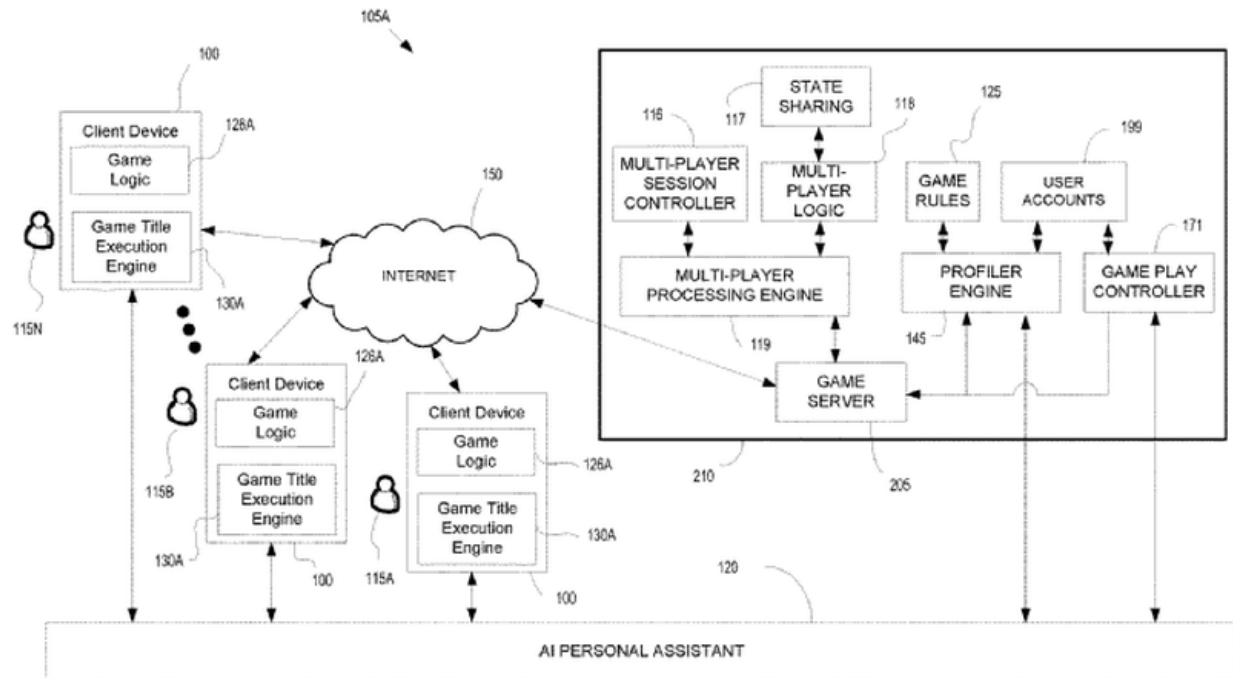 105A
100
Client Device
Game
Logic
126A
Game Title
Execution
Engine
130A
115N
150
INTERNET
126A
Client Device
Game
Logic
115B
Game Title
Execution
Engine
130A
100
Client Device
Game
Logic
126A
115A
Game Title
Execution
Engine
130A
100
STATE
SHARING
117
116
118
125
199
MULTI-PLAYER
SESSION
CONTROLLER
MULTI-
PLAYER
LOGIC
GAME
RULES
USER
ACCOUNTS
171
MULTI-PLAYER
PROCESSING ENGINE
PROFILER
ENGINE
GAME PLAY
CONTROLLER
119
145
GAME
SERVER
210
205
120
AI PERSONAL ASSISTANT